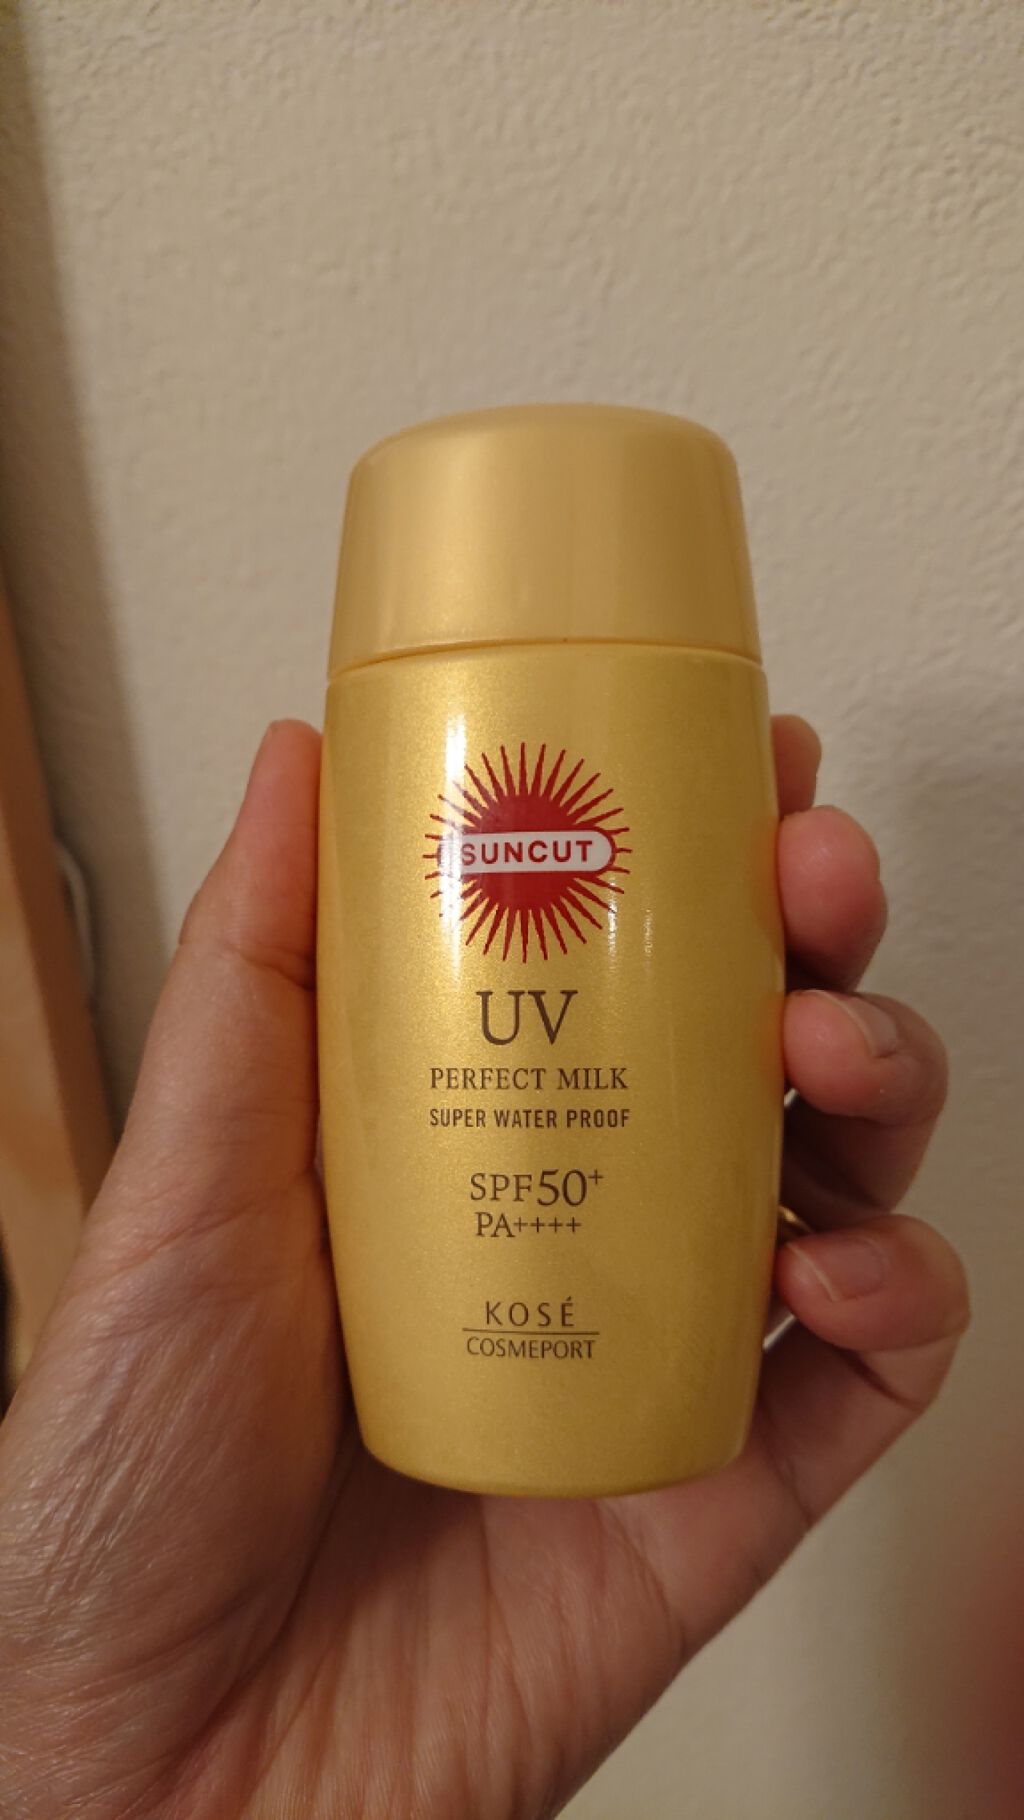 SUNCUT
UV
PERFECT MILK
SUPER WATER PROOF
SPF50+
PA++++
KOSÉ
COSMEPORT